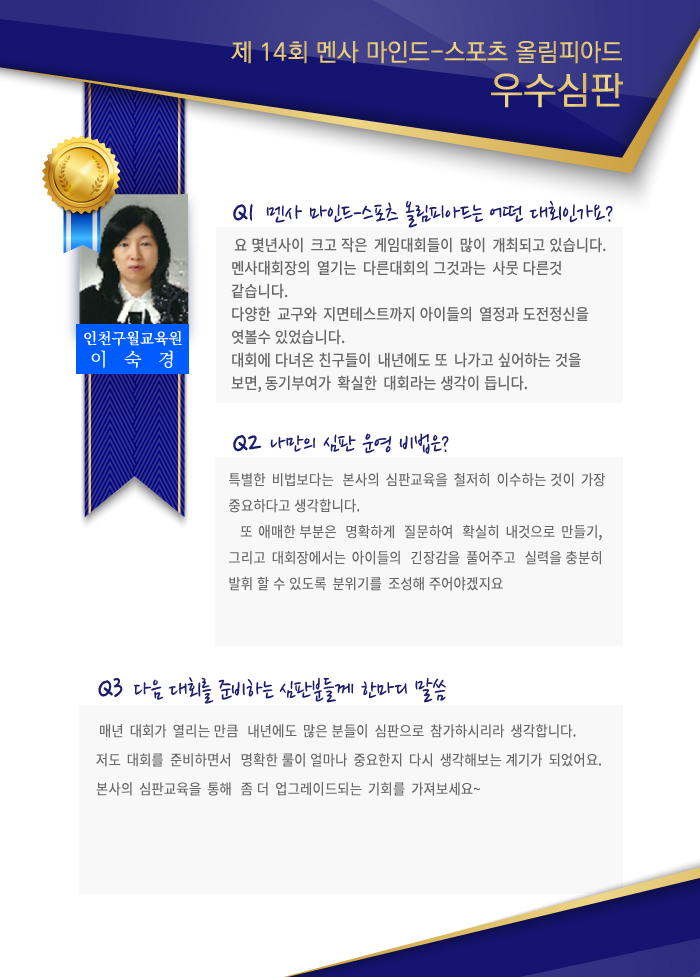 제 14회 멘사 마인드-스포츠 올림피아드
우수심판
인천구월교육원
이 숙 경
Q1 멘사 마인드-스포츠 올림피아드는 어떤 대회인가요?
요 몇년사이 크고 작은 게임대회들이 많이 개최되고 있습니다.
멘사대회장의 열기는 다른대회의 그것과는 사뭇 다른것
같습니다.
다양한 교구와 지면테스트까지 아이들의 열정과 도전정신을
엿볼수 있었습니다.
대회에 다녀온 친구들이 내년에도 또 나가고 싶어하는 것을
보면, 동기부여가 확실한 대회라는 생각이 듭니다.
Q2 나만의 심판 운영 비법은?
특별한 비법보다는 본사의 심판교육을 철저히 이수하는 것이 가장
중요하다고 생각합니다.
또 애매한 부분은 명확하게 질문하여 확실히 내것으로 만들기,
그리고 대회장에서는 아이들의 긴장감을 풀어주고 실력을 충분히
발휘 할 수 있도록 분위기를 조성해 주어야겠지요
Q3 다음 대회를 준비하는 심판분들께 한마디 말씀
매년 대회가 열리는 만큼 내년에도 많은 분들이 심판으로 참가하시리라 생각합니다.
저도 대회를 준비하면서 명확한 룰이 얼마나 중요한지 다시 생각해보는 계기가 되었어요.
본사의 심판교육을 통해 좀 더 업그레이드되는 기회를 가져보세요~